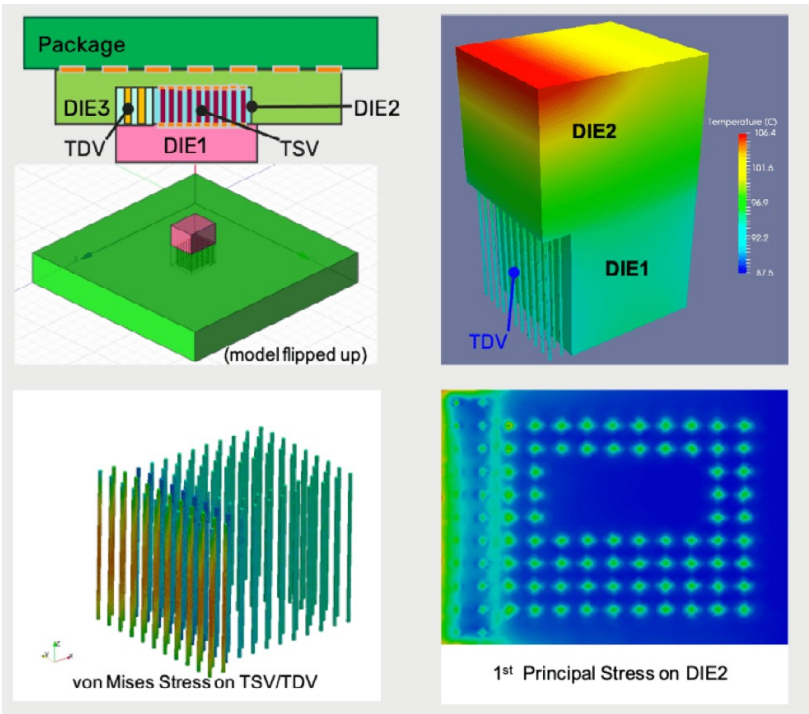 Package
DIE3
DIE2
TDV
DIE1
TSV
(model flipped up)
DIE2
Temperature (C)
106.4
101.6
96.9
92.2
87.5
DIE1
TDV
von Mises Stress on TSV/TDV
1st Principal Stress on DIE2